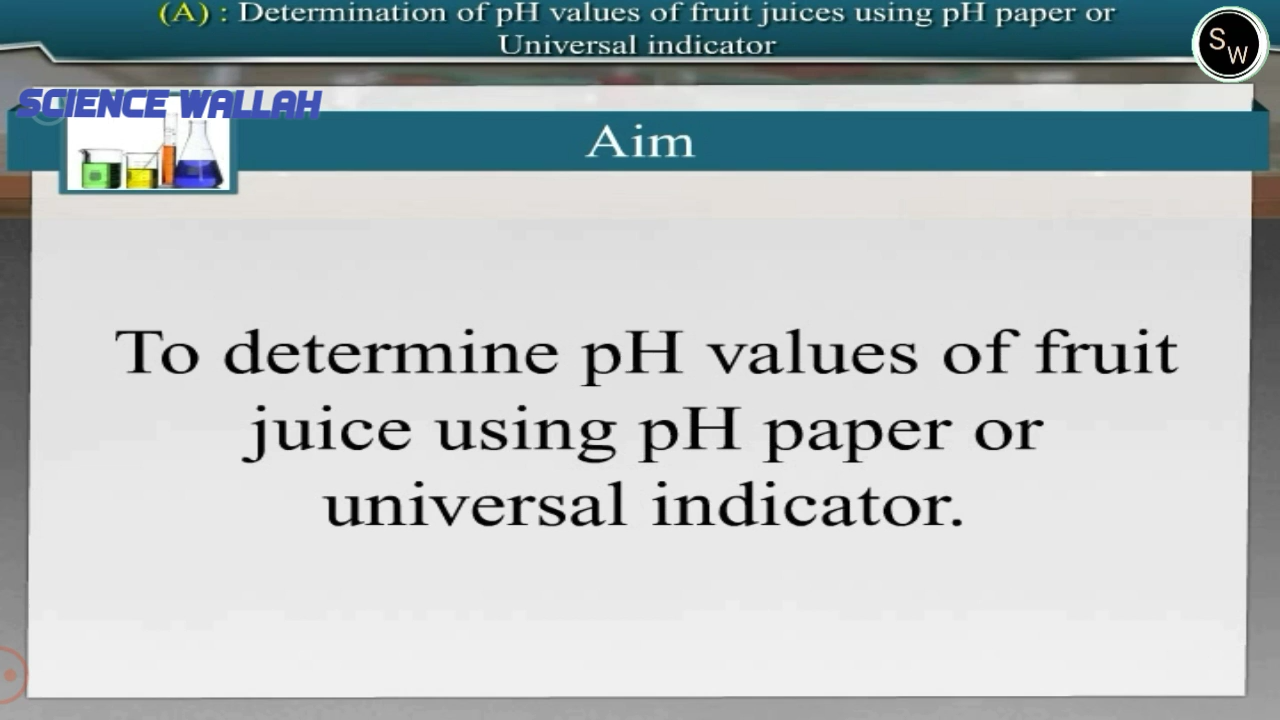 (A) : Determination of pH values of fruit juices using pH paper or
Universal indicator
S
W
SCIENCE WALLAH
Aim
To determine pH values of fruit
juice using pH paper or
universal indicator.